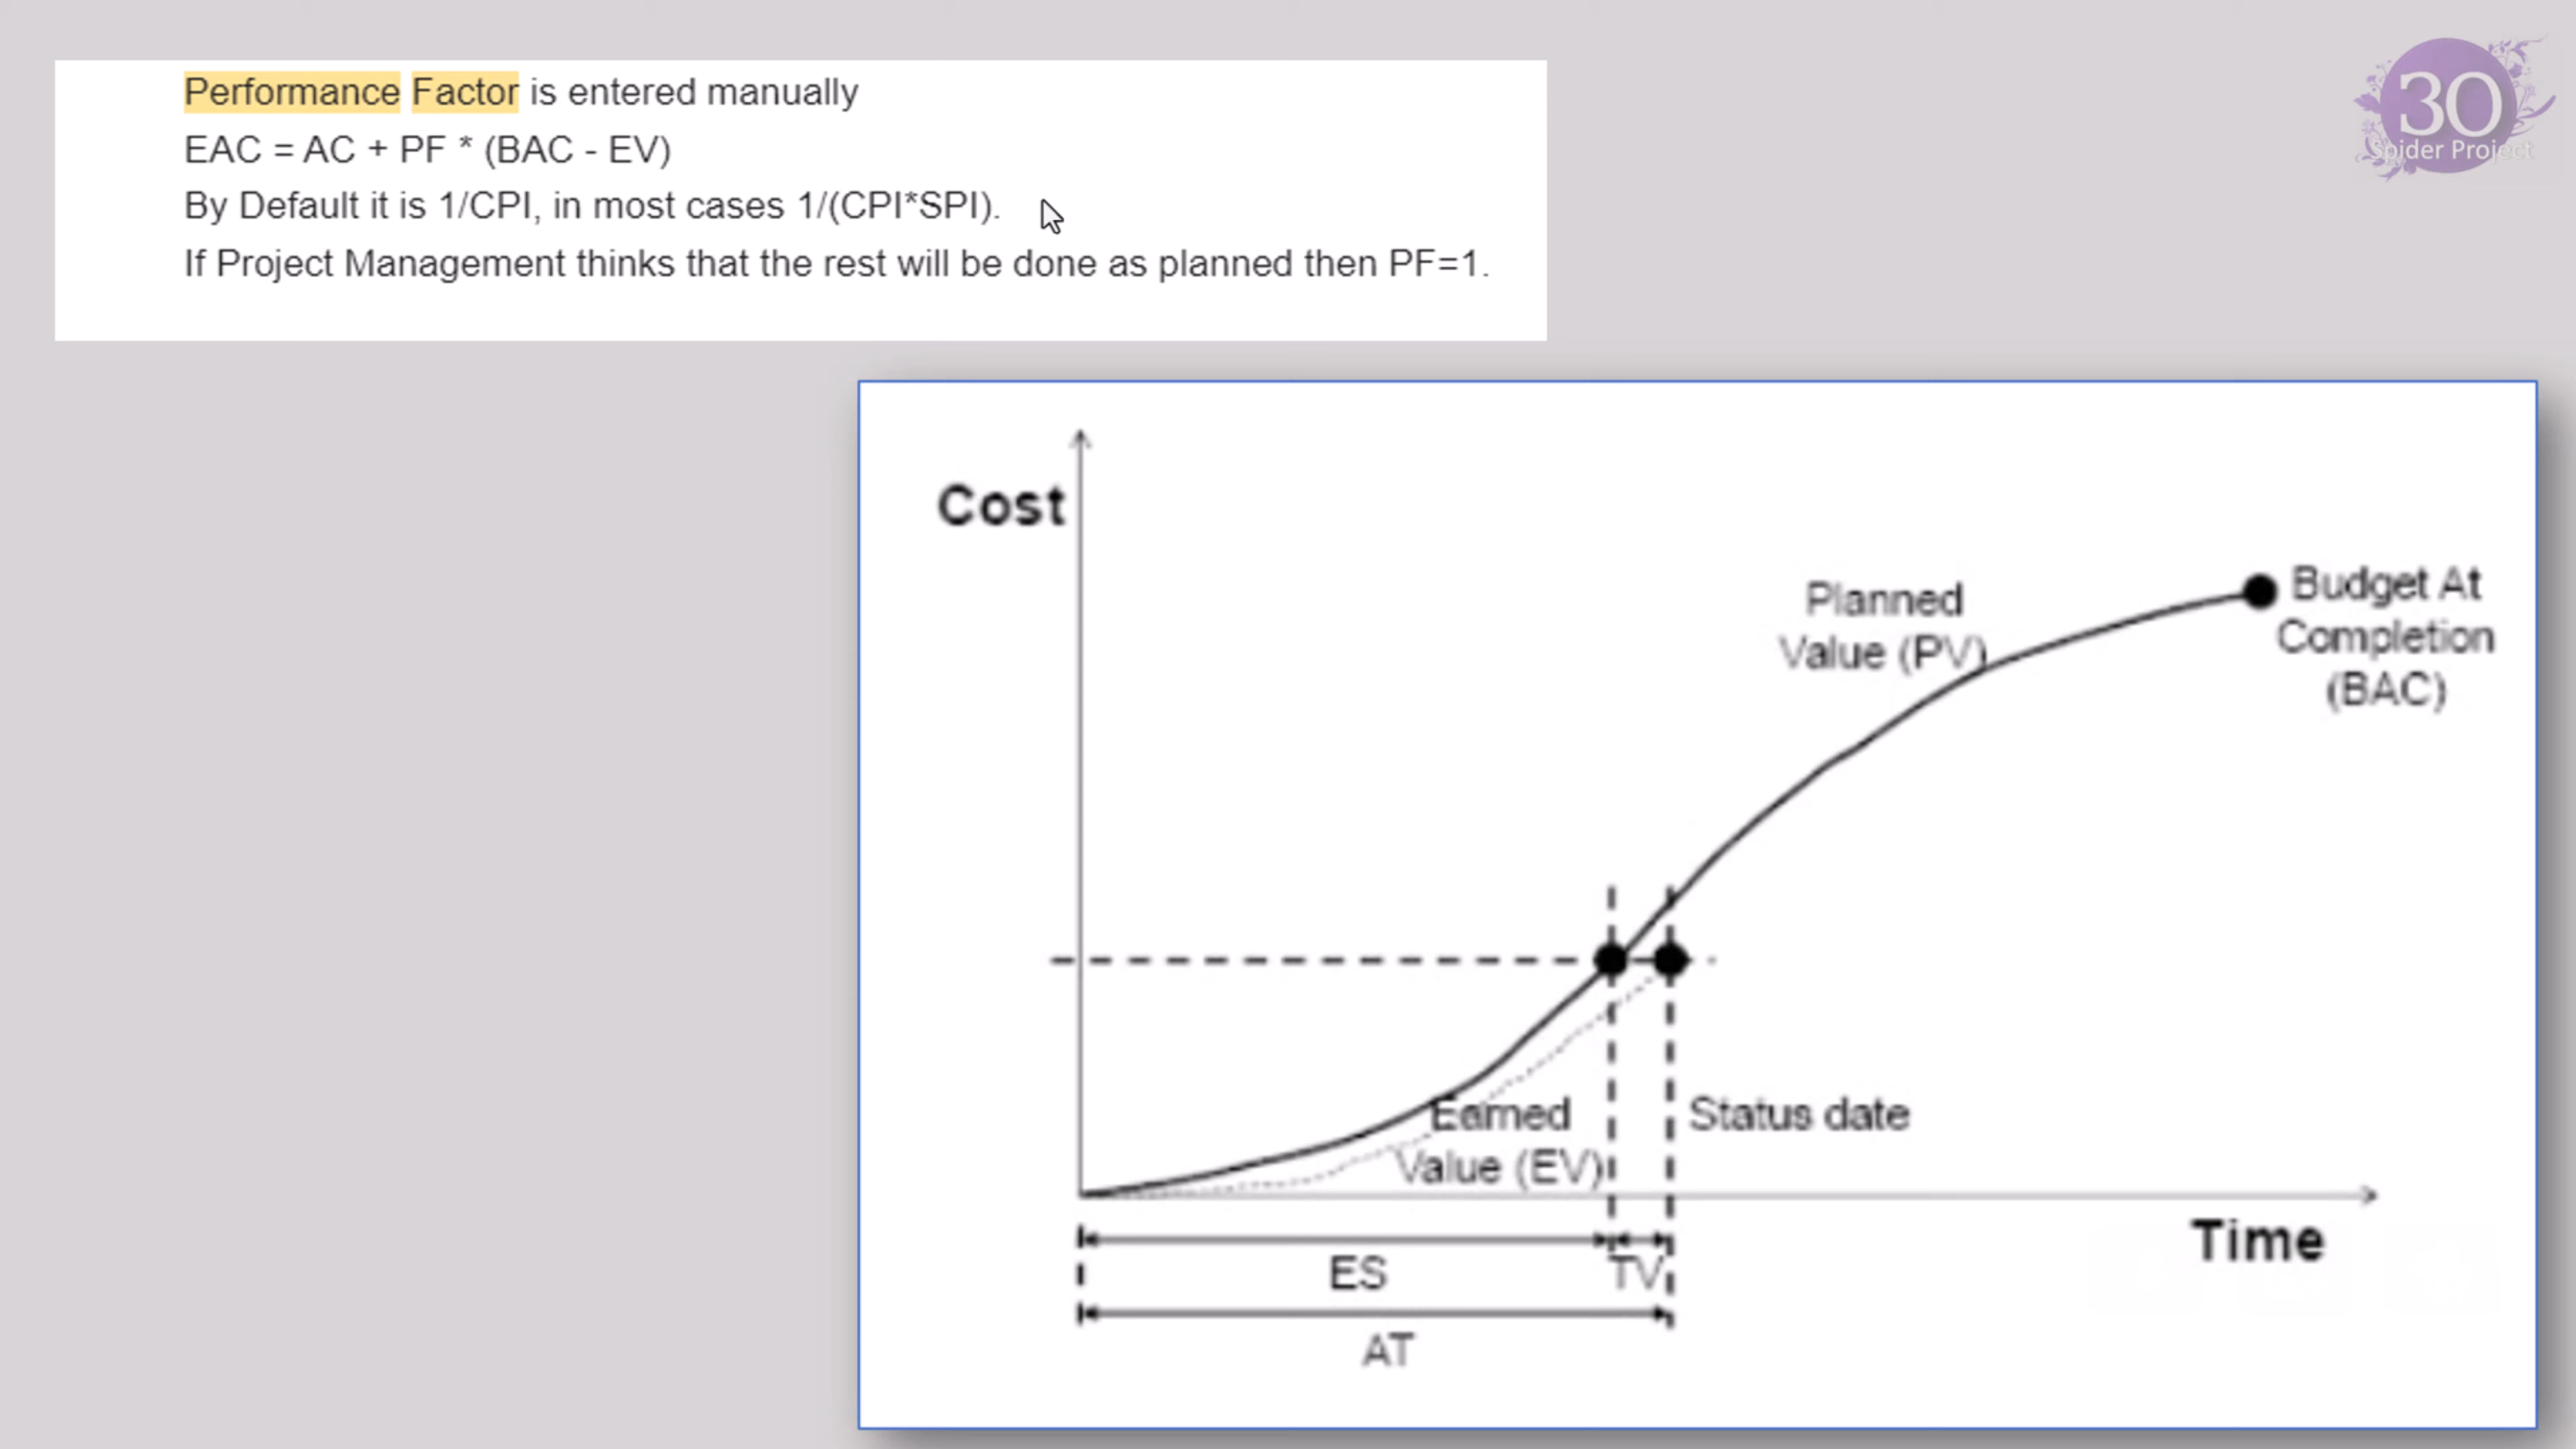 Performance Factor is entered manually
EAC = AC + PF * (BAC - EV)
By Default it is 1/CPI, in most cases 1/(CPI*SPI).
If Project Management thinks that the rest will be done as planned then PF=1.
30
Spider Project
Cost
Planned
Value (PV)
Budget At
Completion
(BAC)
Earned
Value (EV)
Status date
Time
ES
TV
AT